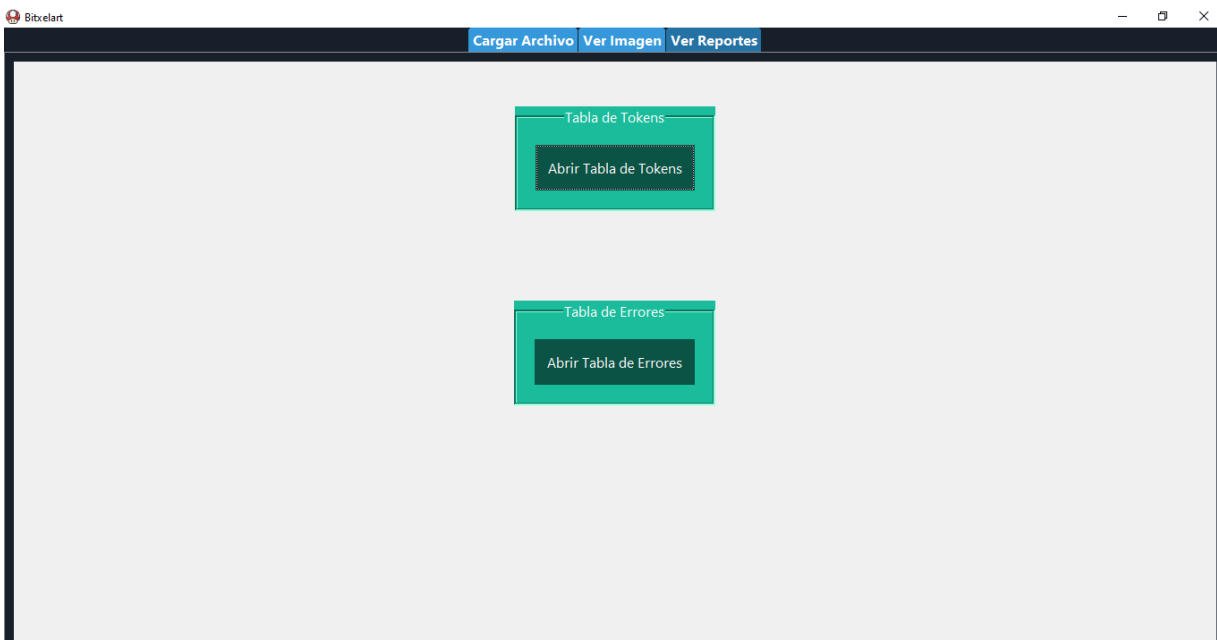 Bitxelart
Cargar Archivo Ver Imagen Ver Reportes
Tabla de Tokens
Abrir Tabla de Tokens
Tabla de Errores
Abrir Tabla de Errores